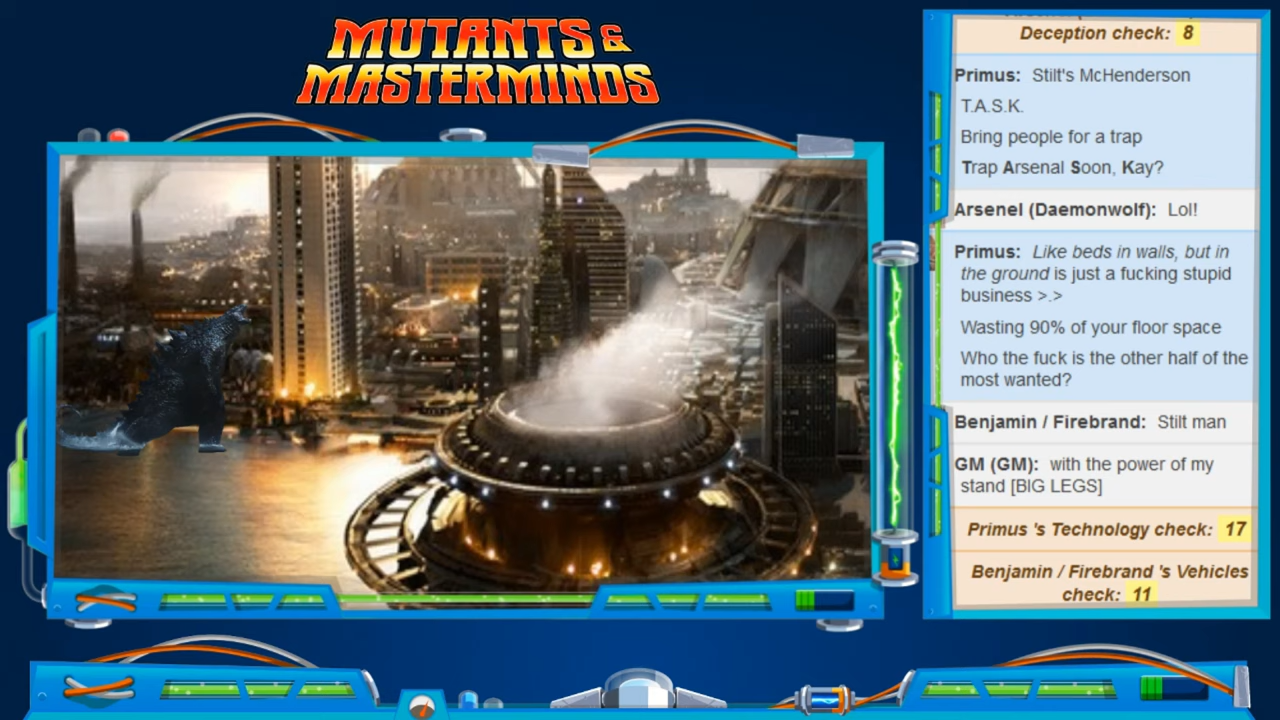 MUTANTS &
MASTERMINDS
Deception check: 8
Primus: Stilt's McHenderson
T.A.S.K.
Bring people for a trap
Trap Arsenal Soon, Kay?
Arsenel (Daemonwolf): Lol!
Primus: Like beds in walls, but in
the ground is just a fucking stupid
business >.>
Wasting 90% of your floor space
Who the fuck is the other half of the
most wanted?
Benjamin / Firebrand: Stilt man
GM (GM): with the power of my
stand [BIG LEGS]
Primus 's Technology check: 17
Benjamin / Firebrand 's Vehicles
check: 11